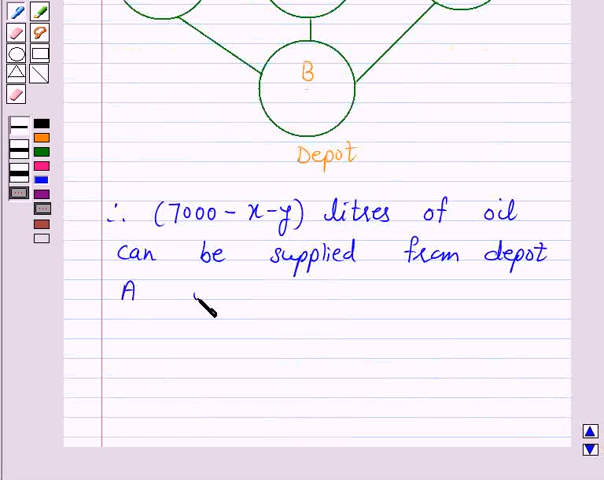 B
Depot
∴ (7000 - x - y) litres of oil
can be supplied from depot
A